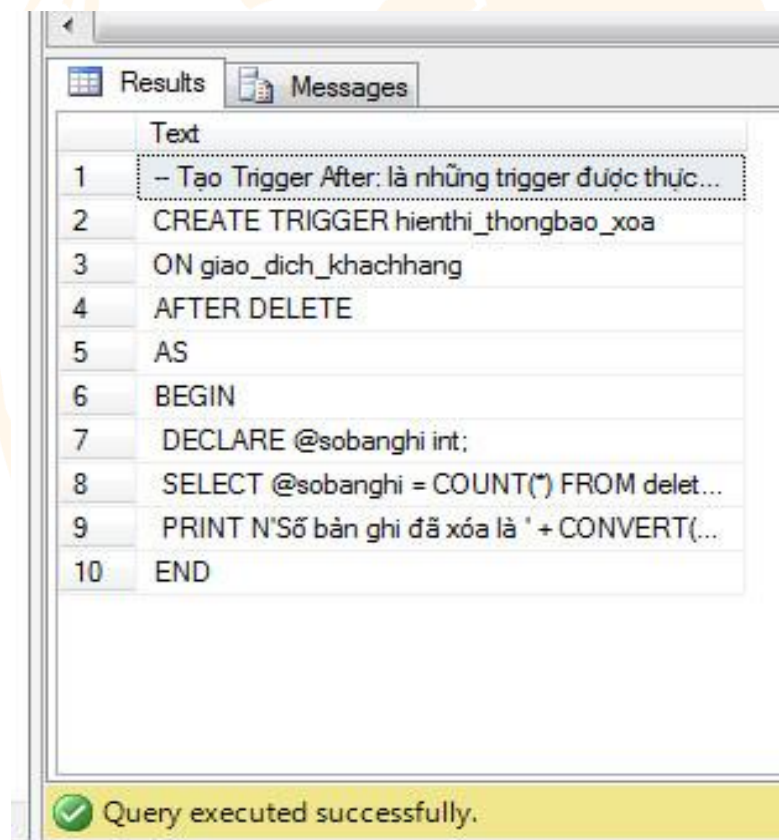 Results Messages
Text
1 -- Tạo Trigger After: là những trigger được thực...
2 CREATE TRIGGER hienthi_thongbao_xoa
3 ON giao_dich_khachhang
4 AFTER DELETE
5 AS
6 BEGIN
7 DECLARE @sobanghi int;
8 SELECT @sobanghi = COUNT(*) FROM delet...
9 PRINT N'Số bản ghi đã xóa là ' + CONVERT(...
10 END
Query executed successfully.